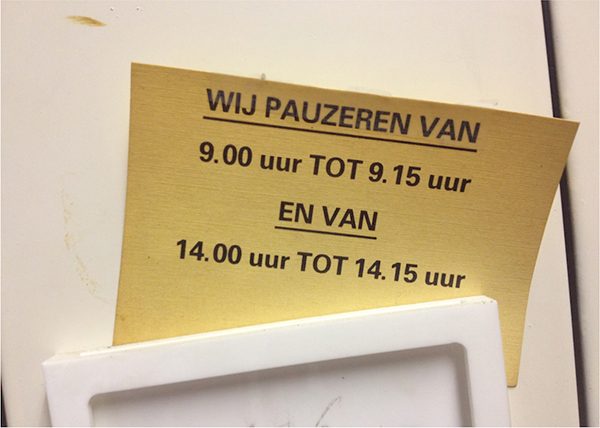 WIJ PAUZEREN VAN
9.00 uur TOT 9.15 uur
EN VAN
14.00 uur TOT 14.15 uur